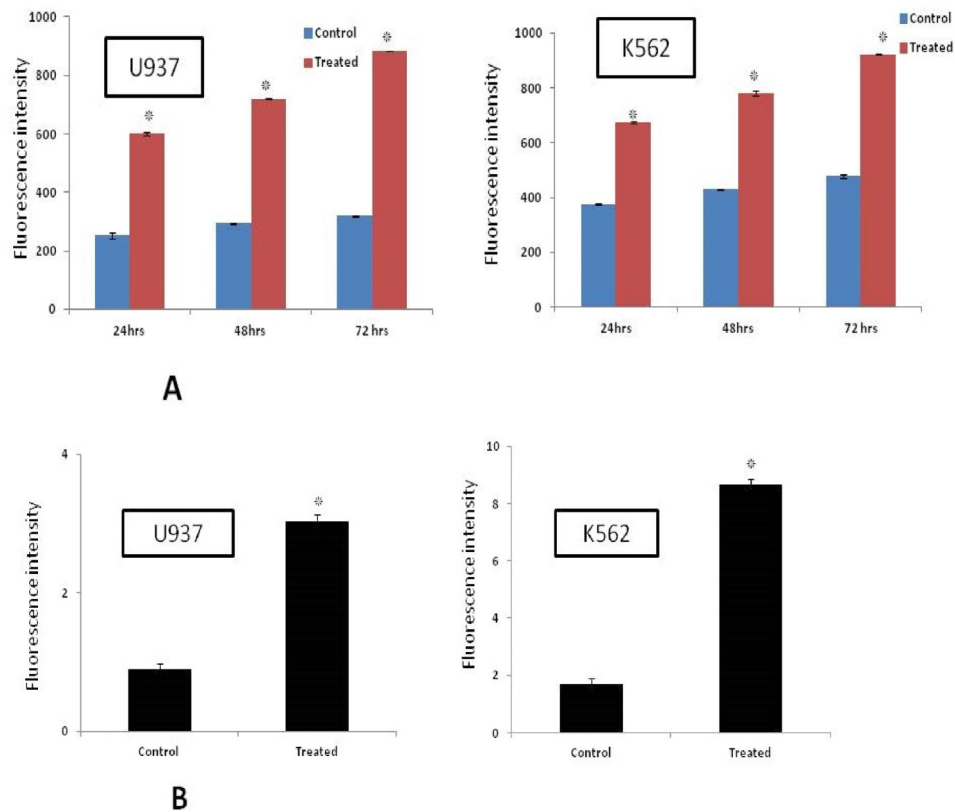 1000
800
600
400
200
0
Fluorescence intensity
U937
Control
Treated
*
*
*
24hrs
48hrs
72 hrs
1000
800
600
400
200
0
Fluorescence intensity
K562
Control
Treated
*
*
*
24hrs
48hrs
72 hrs
A
4
2
0
Fluorescence intensity
U937
*
Control
Treated
10
8
6
4
2
0
Fluorescence intensity
K562
*
Control
Treated
B